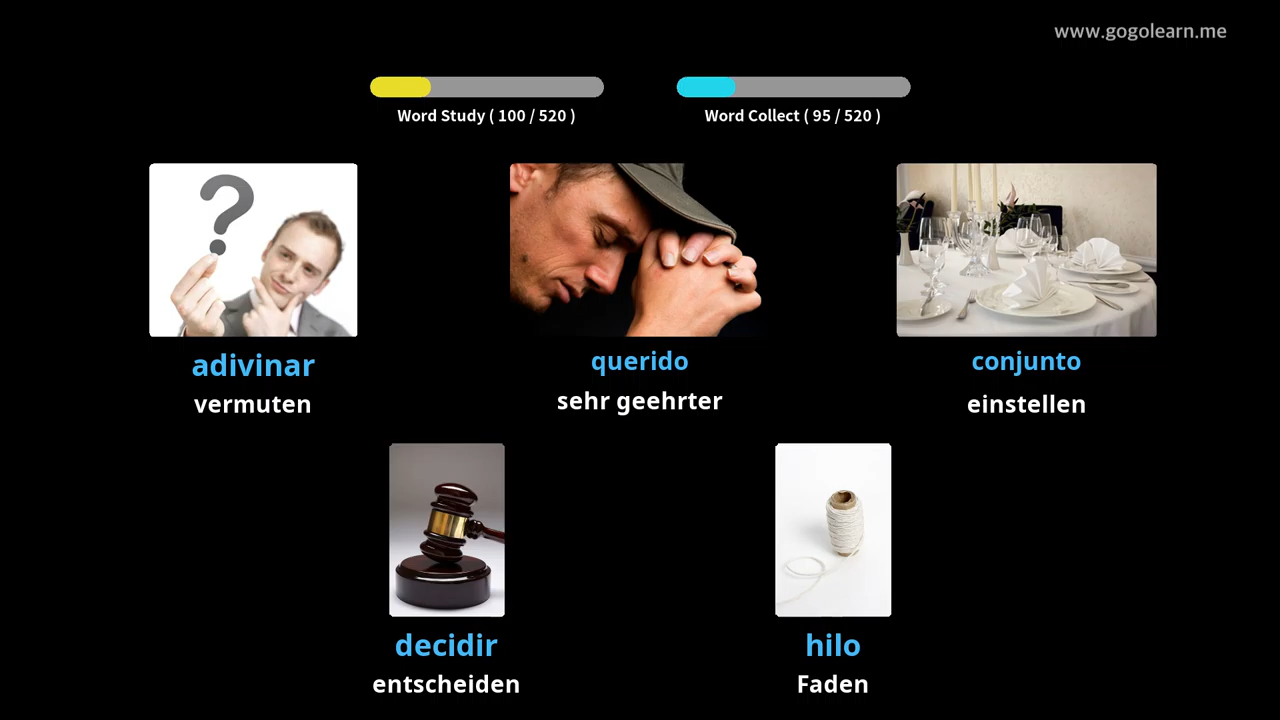 www.gogolearn.me
Word Study ( 100 / 520 )
Word Collect ( 95 / 520 )
adivinar
vermuten
querido
sehr geehrter
conjunto
einstellen
decidir
entscheiden
hilo
Faden